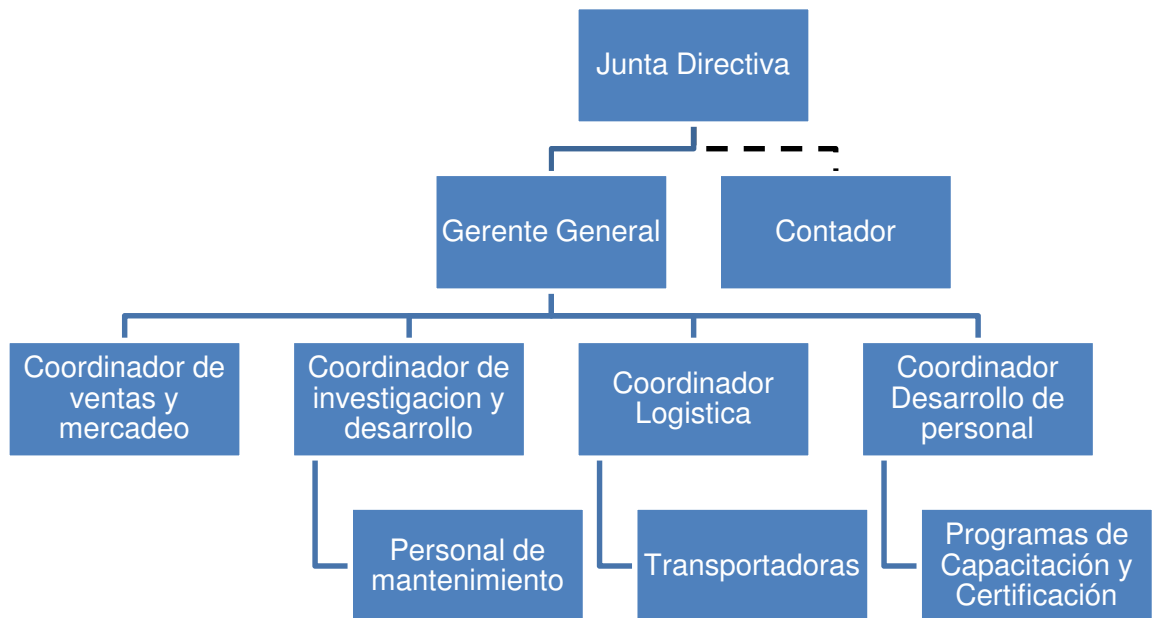 Junta Directiva
Gerente General
Contador
Coordinador de
ventas y
mercadeo
Coordinador de
investigacion y
desarrollo
Coordinador
Logistica
Coordinador
Desarrollo de
personal
Personal de
mantenimiento
Transportadoras
Programas de
Capacitación y
Certificación